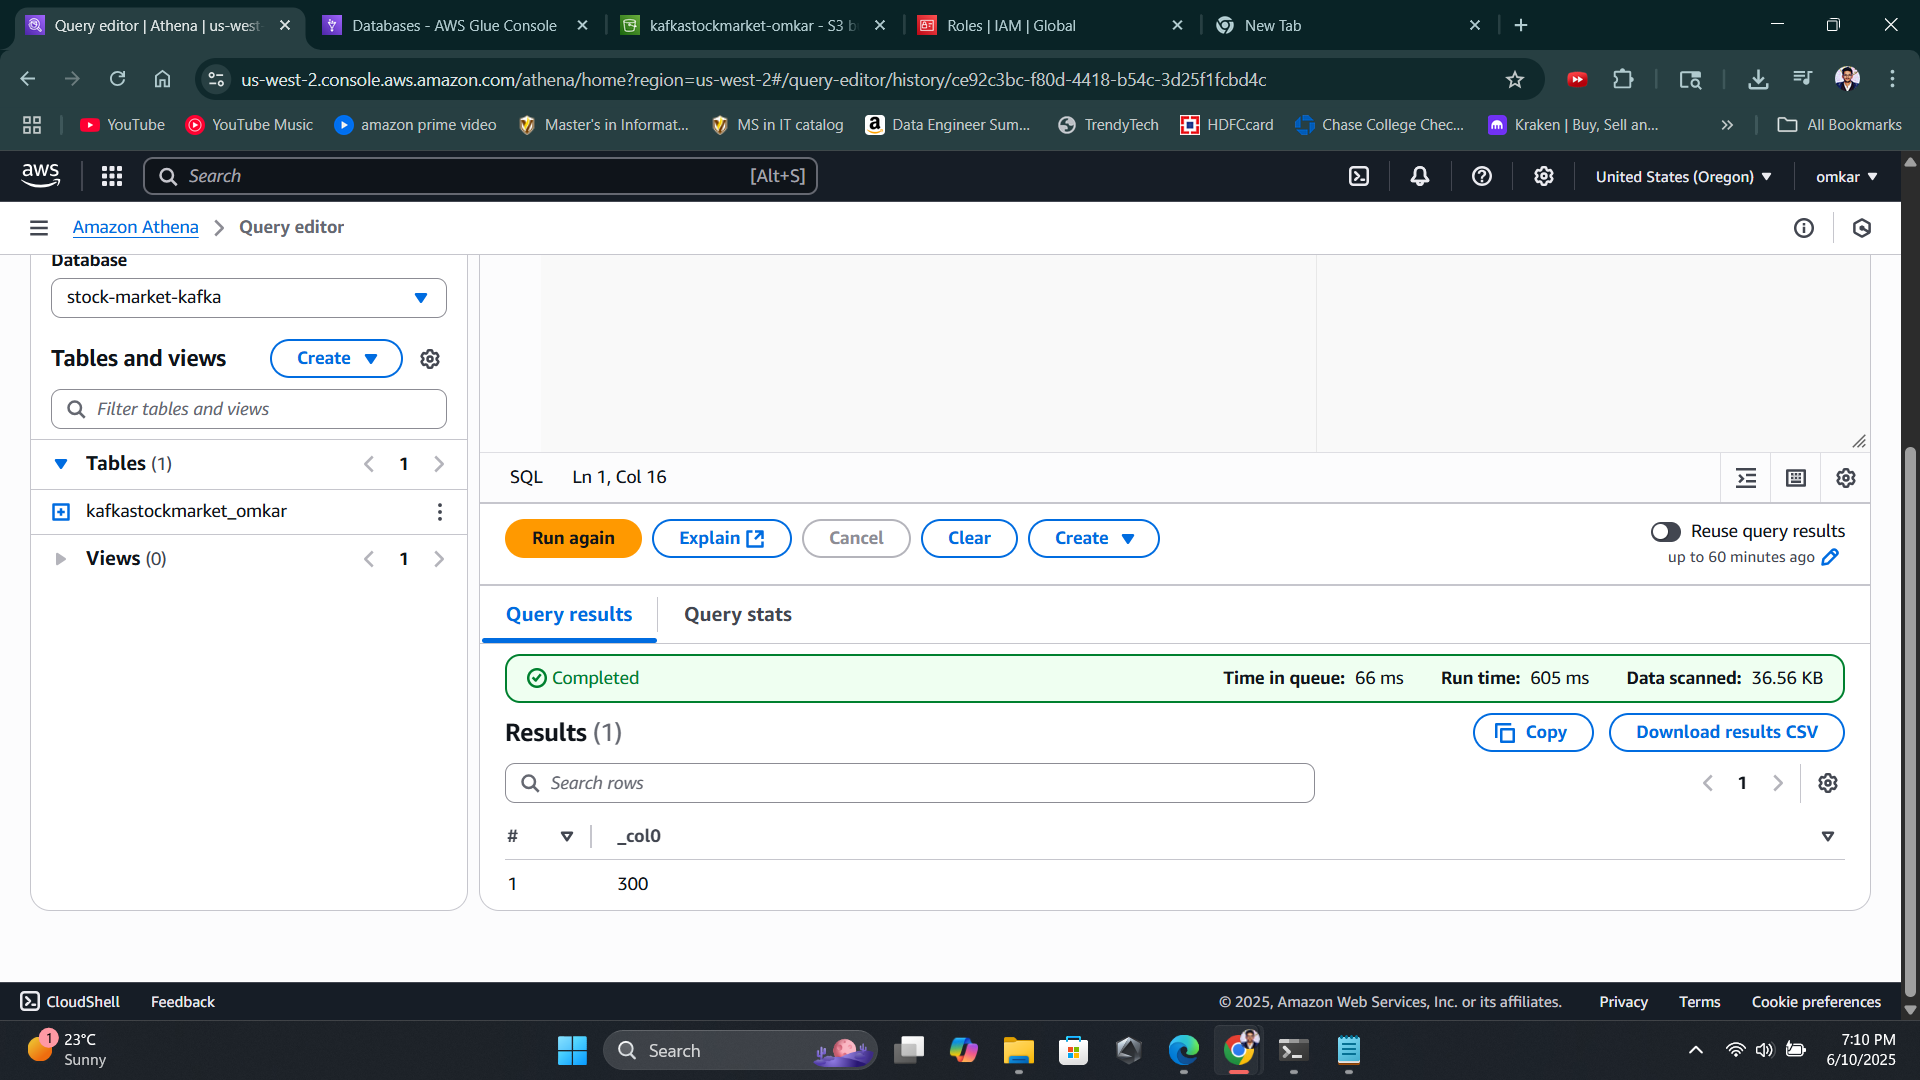 Query editor | Athena | us-west
Databases - AWS Glue Console
kafkastockmarket-omkar - S3 b
Roles | IAM | Global
New Tab
us-west-2.console.aws.amazon.com/athena/home?region=us-west-2#/query-editor/history/ce92c3bc-f80d-4418-b54c-3d25f1fcbd4c
YouTube
YouTube Music
amazon prime video
Master's in Informat...
MS in IT catalog
Data Engineer Sum...
TrendyTech
HDFCcard
Chase College Chec...
Kraken | Buy, Sell an...
All Bookmarks
aws
Search
[Alt+S]
United States (Oregon)
omkar
Amazon Athena
Query editor
Database
stock-market-kafka
Tables and views
Create
Filter tables and views
Tables (1)
1
kafkastockmarket_omkar
Views (0)
1
SQL
Ln 1, Col 16
Run again
Explain
Cancel
Clear
Create
Reuse query results
up to 60 minutes ago
Query results
Query stats
Completed
Time in queue: 66 ms
Run time: 605 ms
Data scanned: 36.56 KB
Results (1)
Copy
Download results CSV
Search rows
1
#
_col0
1
300
CloudShell
Feedback
© 2025, Amazon Web Services, Inc. or its affiliates.
Privacy
Terms
Cookie preferences
1
23°C
Sunny
Search
7:10 PM
6/10/2025